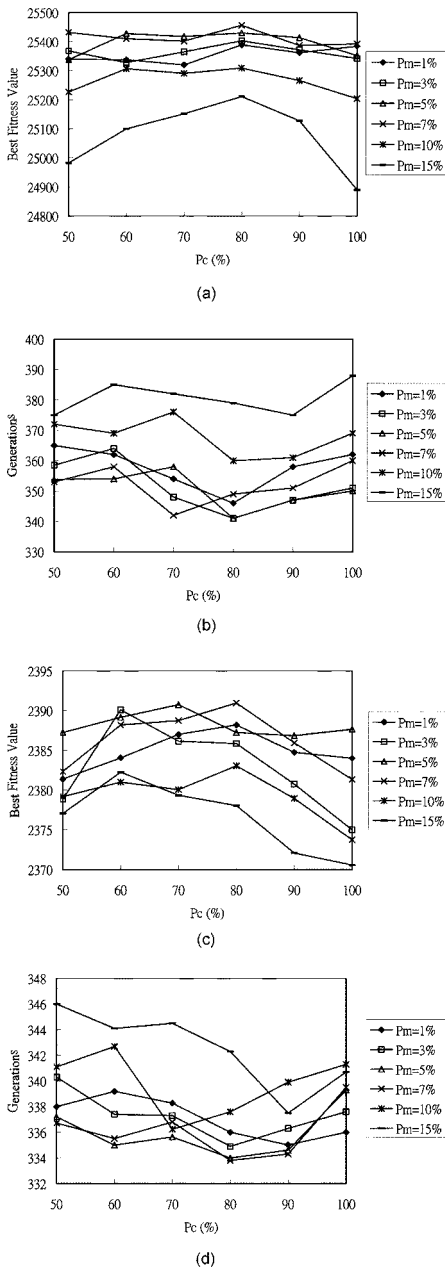 25500
25400
25300
25200
25100
25000
24900
24800
Best Fitness Value
50 60 70 80 90 100
Pc (%)
Pm=1%
Pm=3%
Pm=5%
Pm=7%
Pm=10%
Pm=15%
(a)
400
390
380
370
360
350
340
330
Generations
50 60 70 80 90 100
Pc (%)
Pm=1%
Pm=3%
Pm=5%
Pm=7%
Pm=10%
Pm=15%
(b)
2395
2390
2385
2380
2375
2370
Best Fitness Value
50 60 70 80 90 100
Pc (%)
Pm=1%
Pm=3%
Pm=5%
Pm=7%
Pm=10%
Pm=15%
(c)
348
346
344
342
340
338
336
334
332
Generations
50 60 70 80 90 100
Pc (%)
Pm=1%
Pm=3%
Pm=5%
Pm=7%
Pm=10%
Pm=15%
(d)